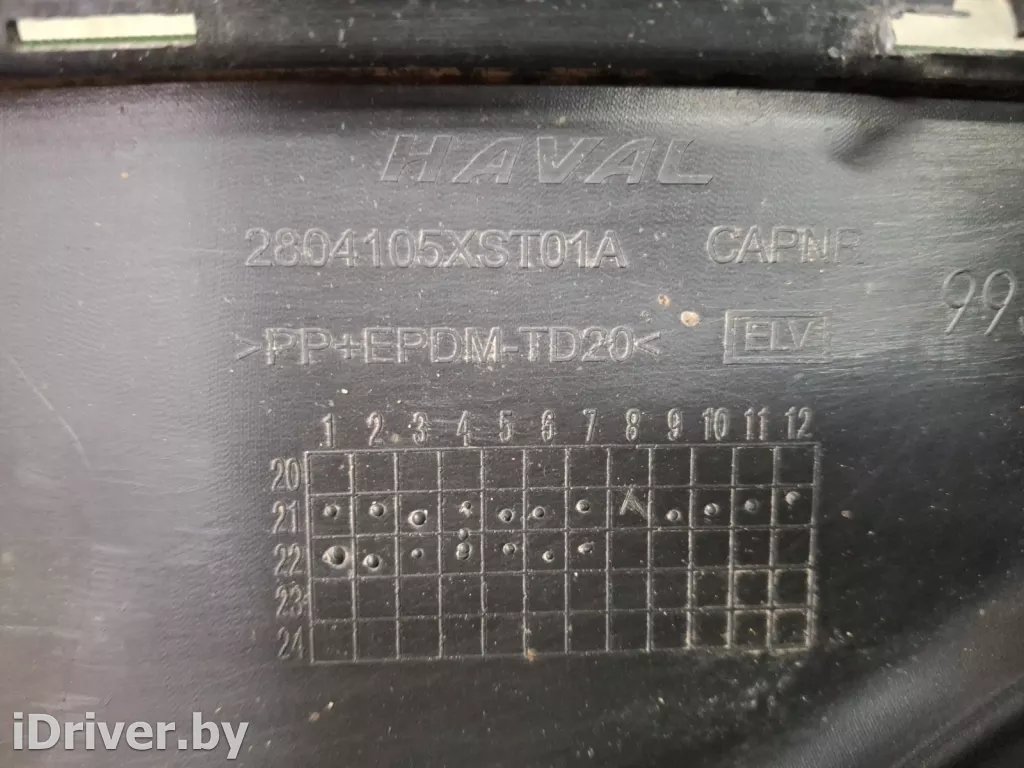 HAVAL
2804105XST01A CAPNR
>PP+EPDM-TD20< ELV
99
1 2 3 4 5 6 7 8 9 10 11 12
20
21
22
23
24
iDriver.by